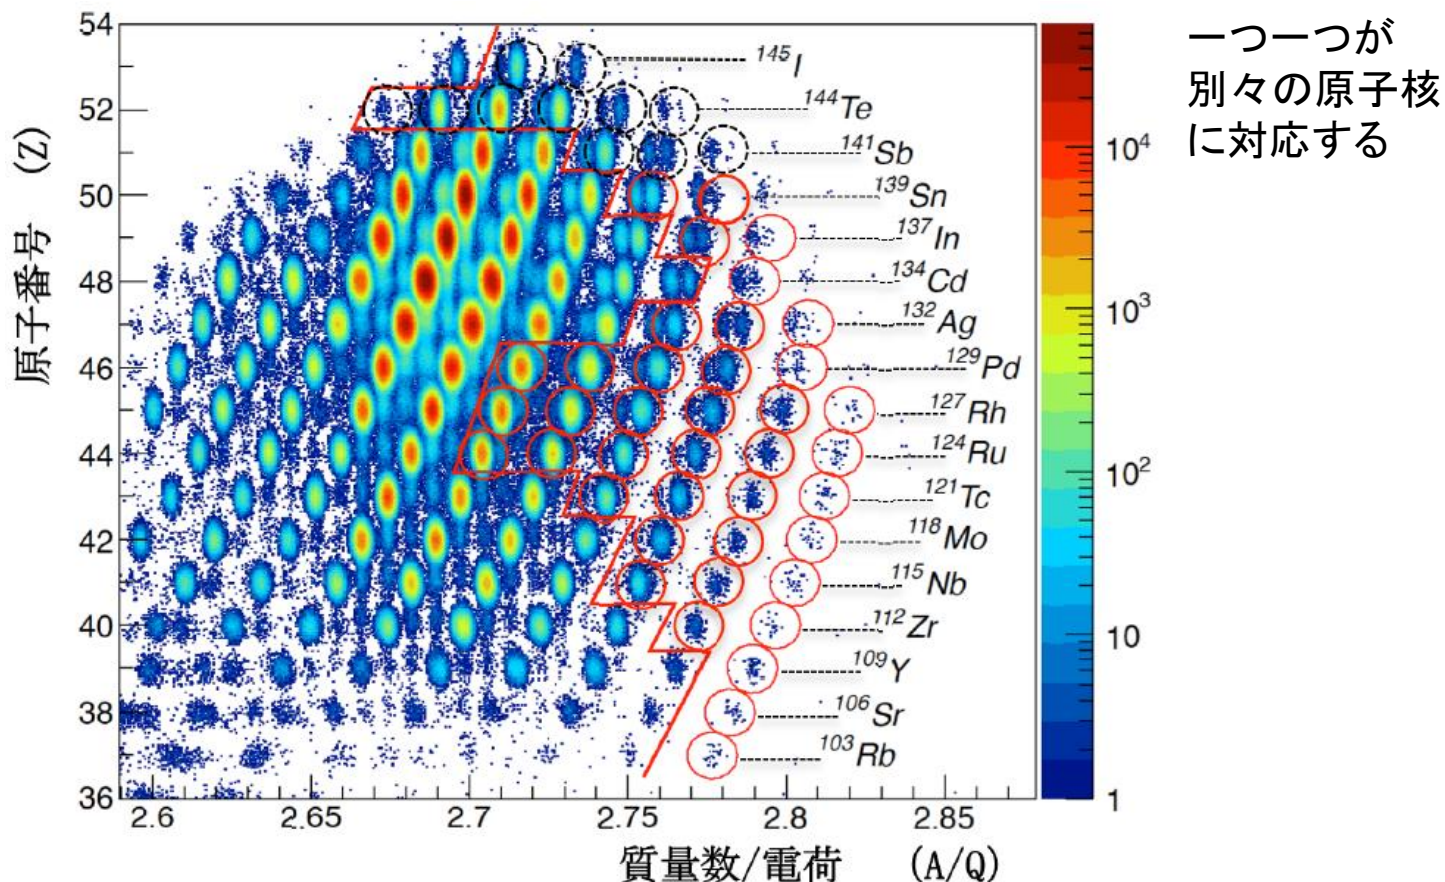 一つ一つが
別々の原子核
に対応する
原子番号 (Z)
54
52
50
48
46
44
42
40
38
36
2.6
2.65
2.7
2.75
2.8
2.85
質量数/電荷 (A/Q)
145I
144Te
141Sb
139Sn
137In
134Cd
132Ag
129Pd
127Rh
124Ru
121Tc
118Mo
115Nb
112Zr
109Y
106Sr
103Rb
10⁴
10³
10²
10
1